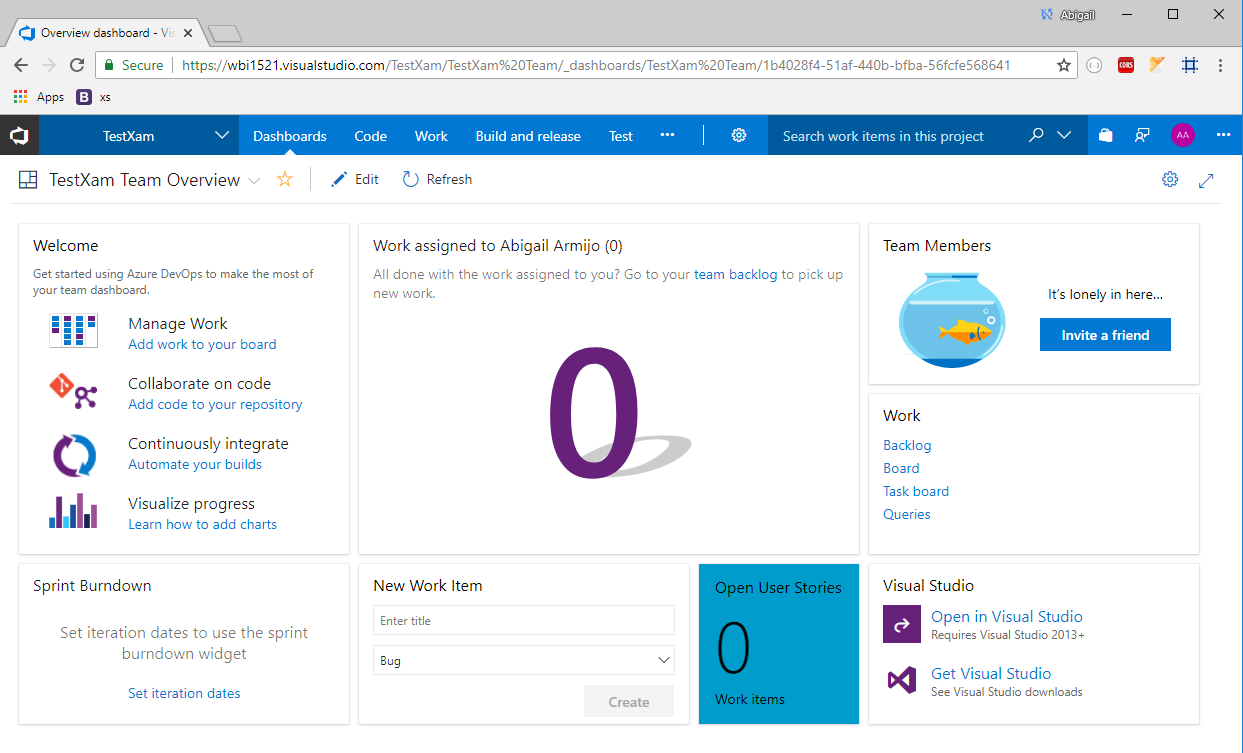 Abigail
Overview dashboard - Vis
Secure
https://wbi1521.visualstudio.com/TestXam/TestXam%20Team/_dashboards/TestXam%20Team/1b4028f4-51af-440b-bfba-56fcfe568641
CORS
Apps
B xs
TestXam
Dashboards
Code
Work
Build and release
Test
Search work items in this project
AA
TestXam Team Overview
Edit
Refresh
Welcome
Get started using Azure DevOps to make the most of
your team dashboard.
Manage Work
Add work to your board
Collaborate on code
Add code to your repository
Continuously integrate
Automate your builds
Visualize progress
Learn how to add charts
Work assigned to Abigail Armijo (0)
All done with the work assigned to you? Go to your team backlog to pick up
new work.
0
Team Members
It's lonely in here...
Invite a friend
Work
Backlog
Board
Task board
Queries
Sprint Burndown
Set iteration dates to use the sprint
burndown widget
Set iteration dates
New Work Item
Enter title
Bug
Create
Open User Stories
0
Work items
Visual Studio
Open in Visual Studio
Requires Visual Studio 2013+
Get Visual Studio
See Visual Studio downloads